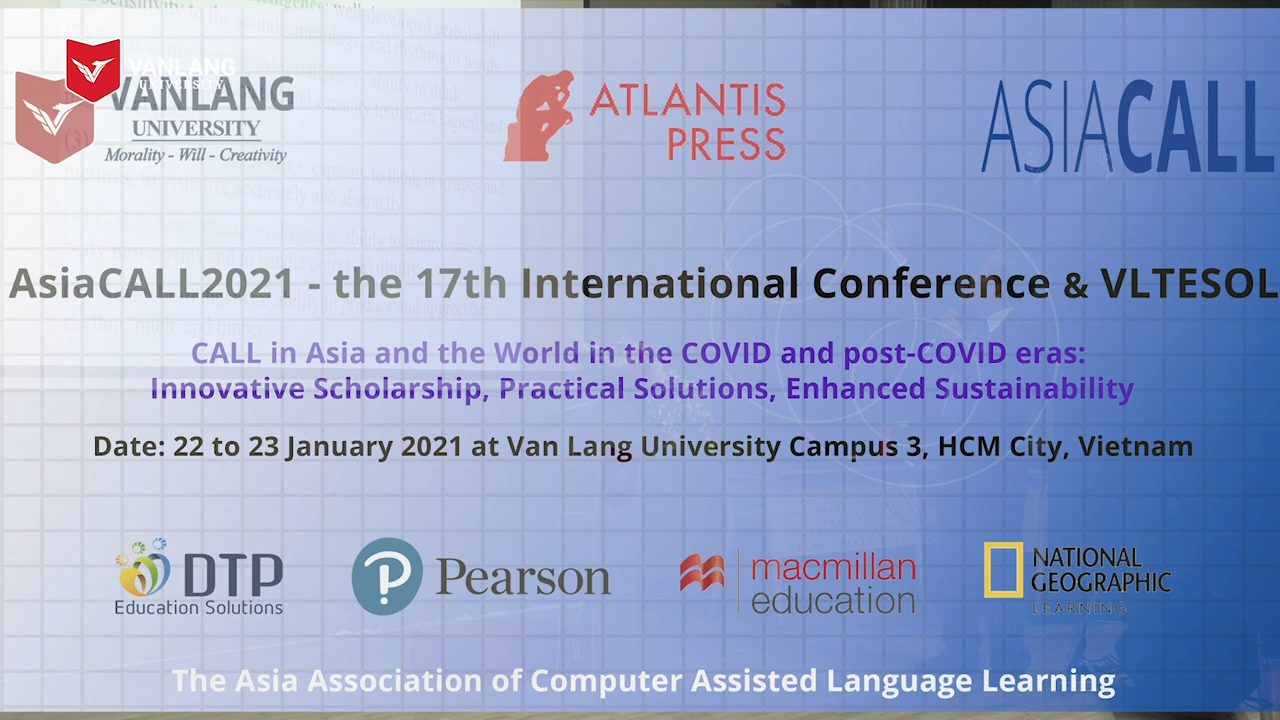 VANLANG
UNIVERSITY
VANLANG
UNIVERSITY
Morality - Will - Creativity
ATLANTIS
PRESS
ASIACALL
AsiaCALL2021 - the 17th International Conference & VLTESOL
CALL in Asia and the World in the COVID and post-COVID eras:
Innovative Scholarship, Practical Solutions, Enhanced Sustainability
Date: 22 to 23 January 2021 at Van Lang University Campus 3, HCM City, Vietnam
DTP
Education Solutions
Pearson
macmillan
education
NATIONAL
GEOGRAPHIC
LEARNING
The Asia Association of Computer Assisted Language Learning